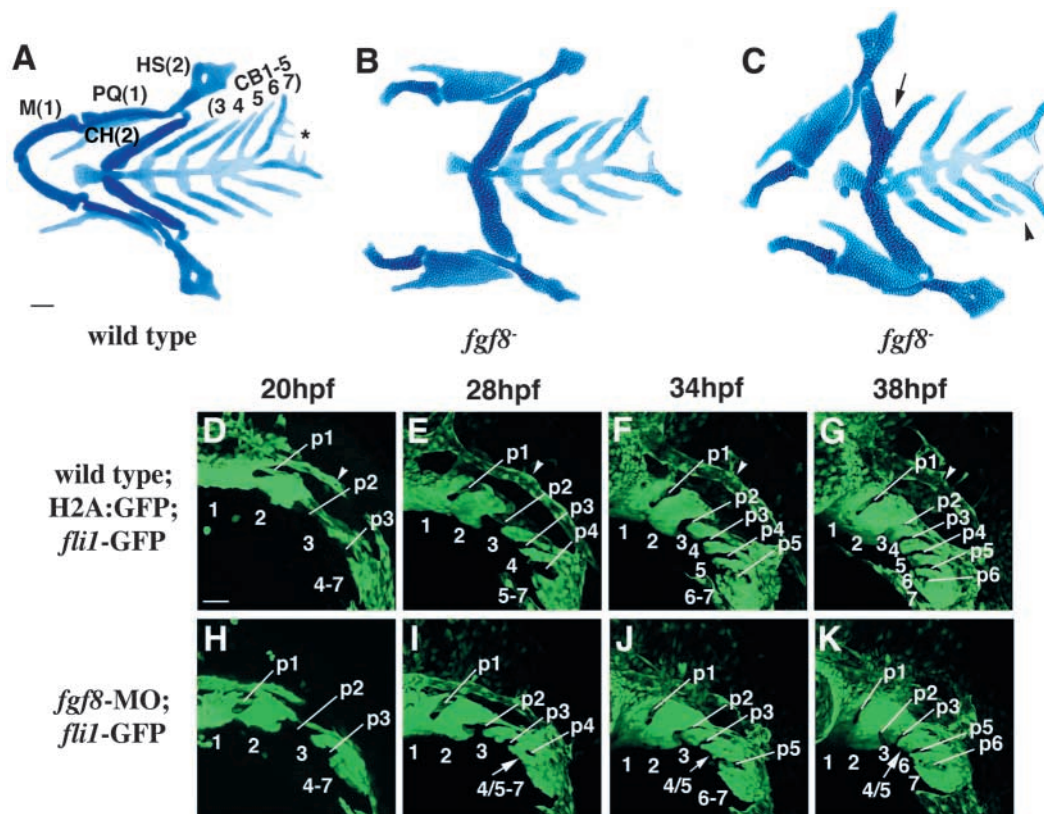 A
HS(2)
CB1-5
PQ(1)
(3 4 5 6 7)
M(1)
CH(2)
*
B
C
wild type
fgf8-
fgf8-
20hpf
28hpf
34hpf
38hpf
wild type;
H2A:GFP;
fli1-GFP
D
p1
p2
p3
1
2
3
4-7
E
p1
p2
p3
p4
1
2
3
4
5-7
F
p1
p2
p3
p4
p5
1
2
3
4
5
6-7
G
p1
p2
p3
p4
p5
p6
1
2
3
4
5
6
7
fgf8-MO;
fli1-GFP
H
p1
p2
p3
1
2
3
4-7
I
p1
p2
p3
p4
1
2
3
4/5-7
J
p1
p2
p3
p5
1
2
3
4/5
6-7
K
p1
p2
p3
p5
p6
1
2
3
6
4/5
7